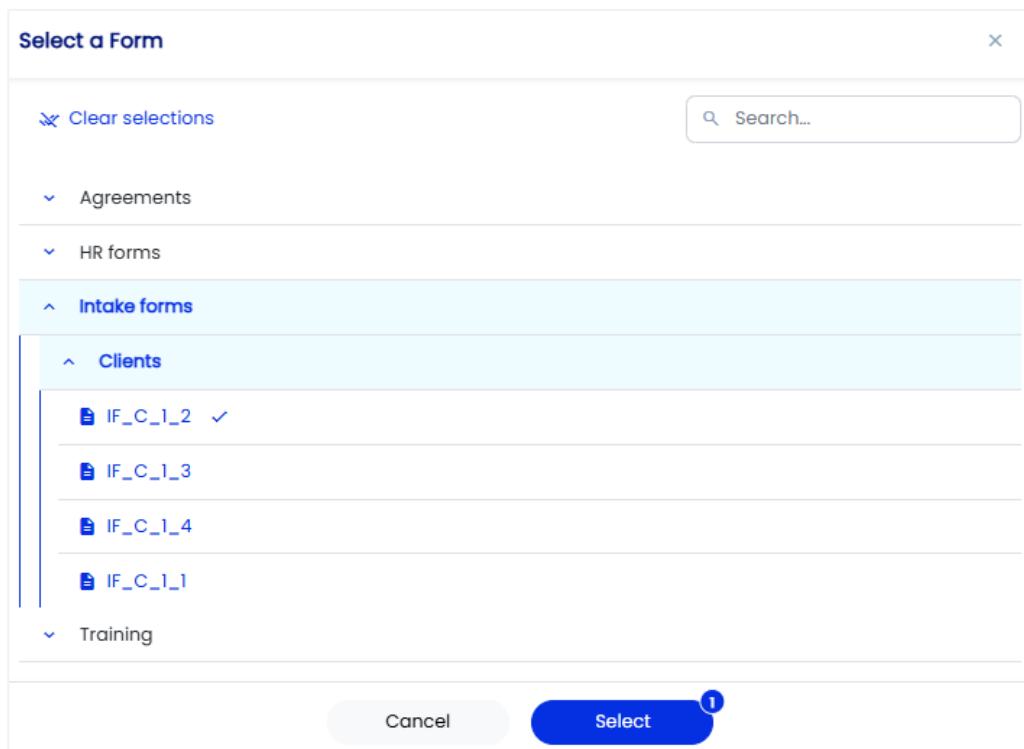 Select a Form
Clear selections
Search...
Agreements
HR forms
Intake forms
Clients
IF_C_1_2
IF_C_1_3
IF_C_1_4
IF_C_1_1
Training
Cancel
Select 1